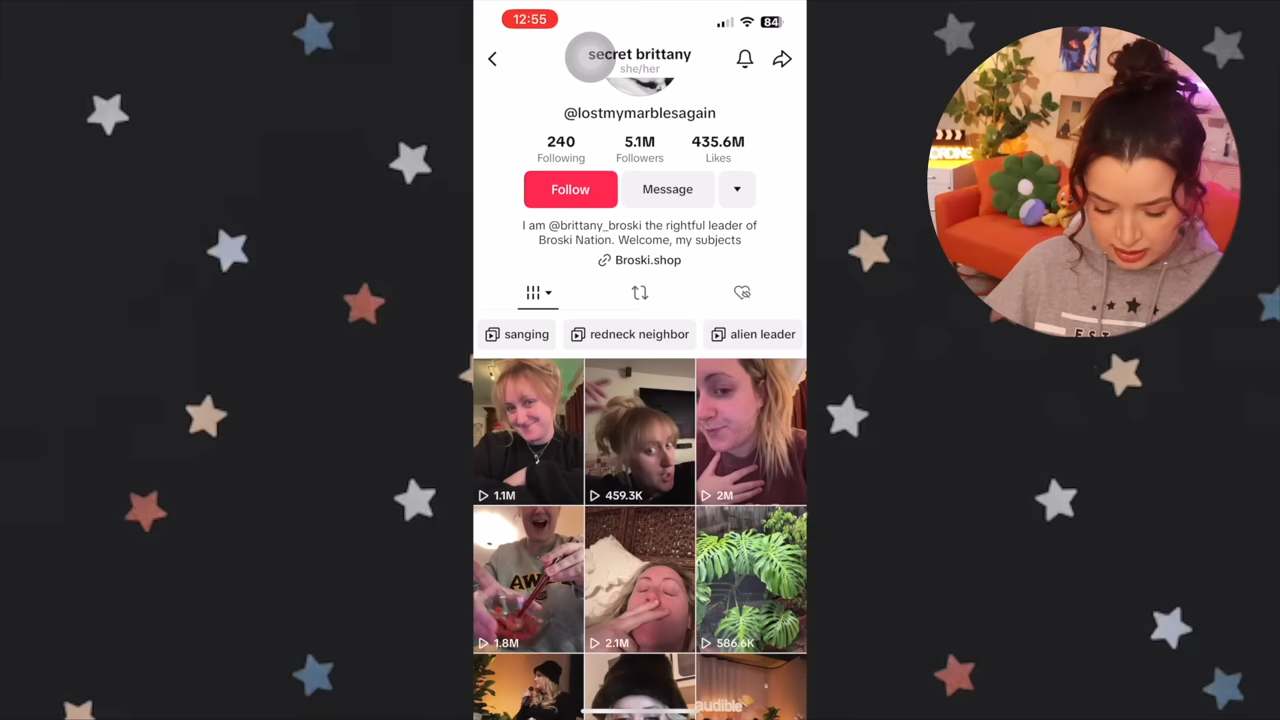 12:55
84
secret brittany
she/her
@lostmymarblesagain
240
5.1M
435.6M
Following
Followers
Likes
Follow
Message
I am @brittany_broski the rightful leader of
Broski Nation. Welcome, my subjects
Broski.shop
sanging
redneck neighbor
alien leader
1.1M
459.3K
2M
AW
1.8M
2.1M
586.6K
audible
EST